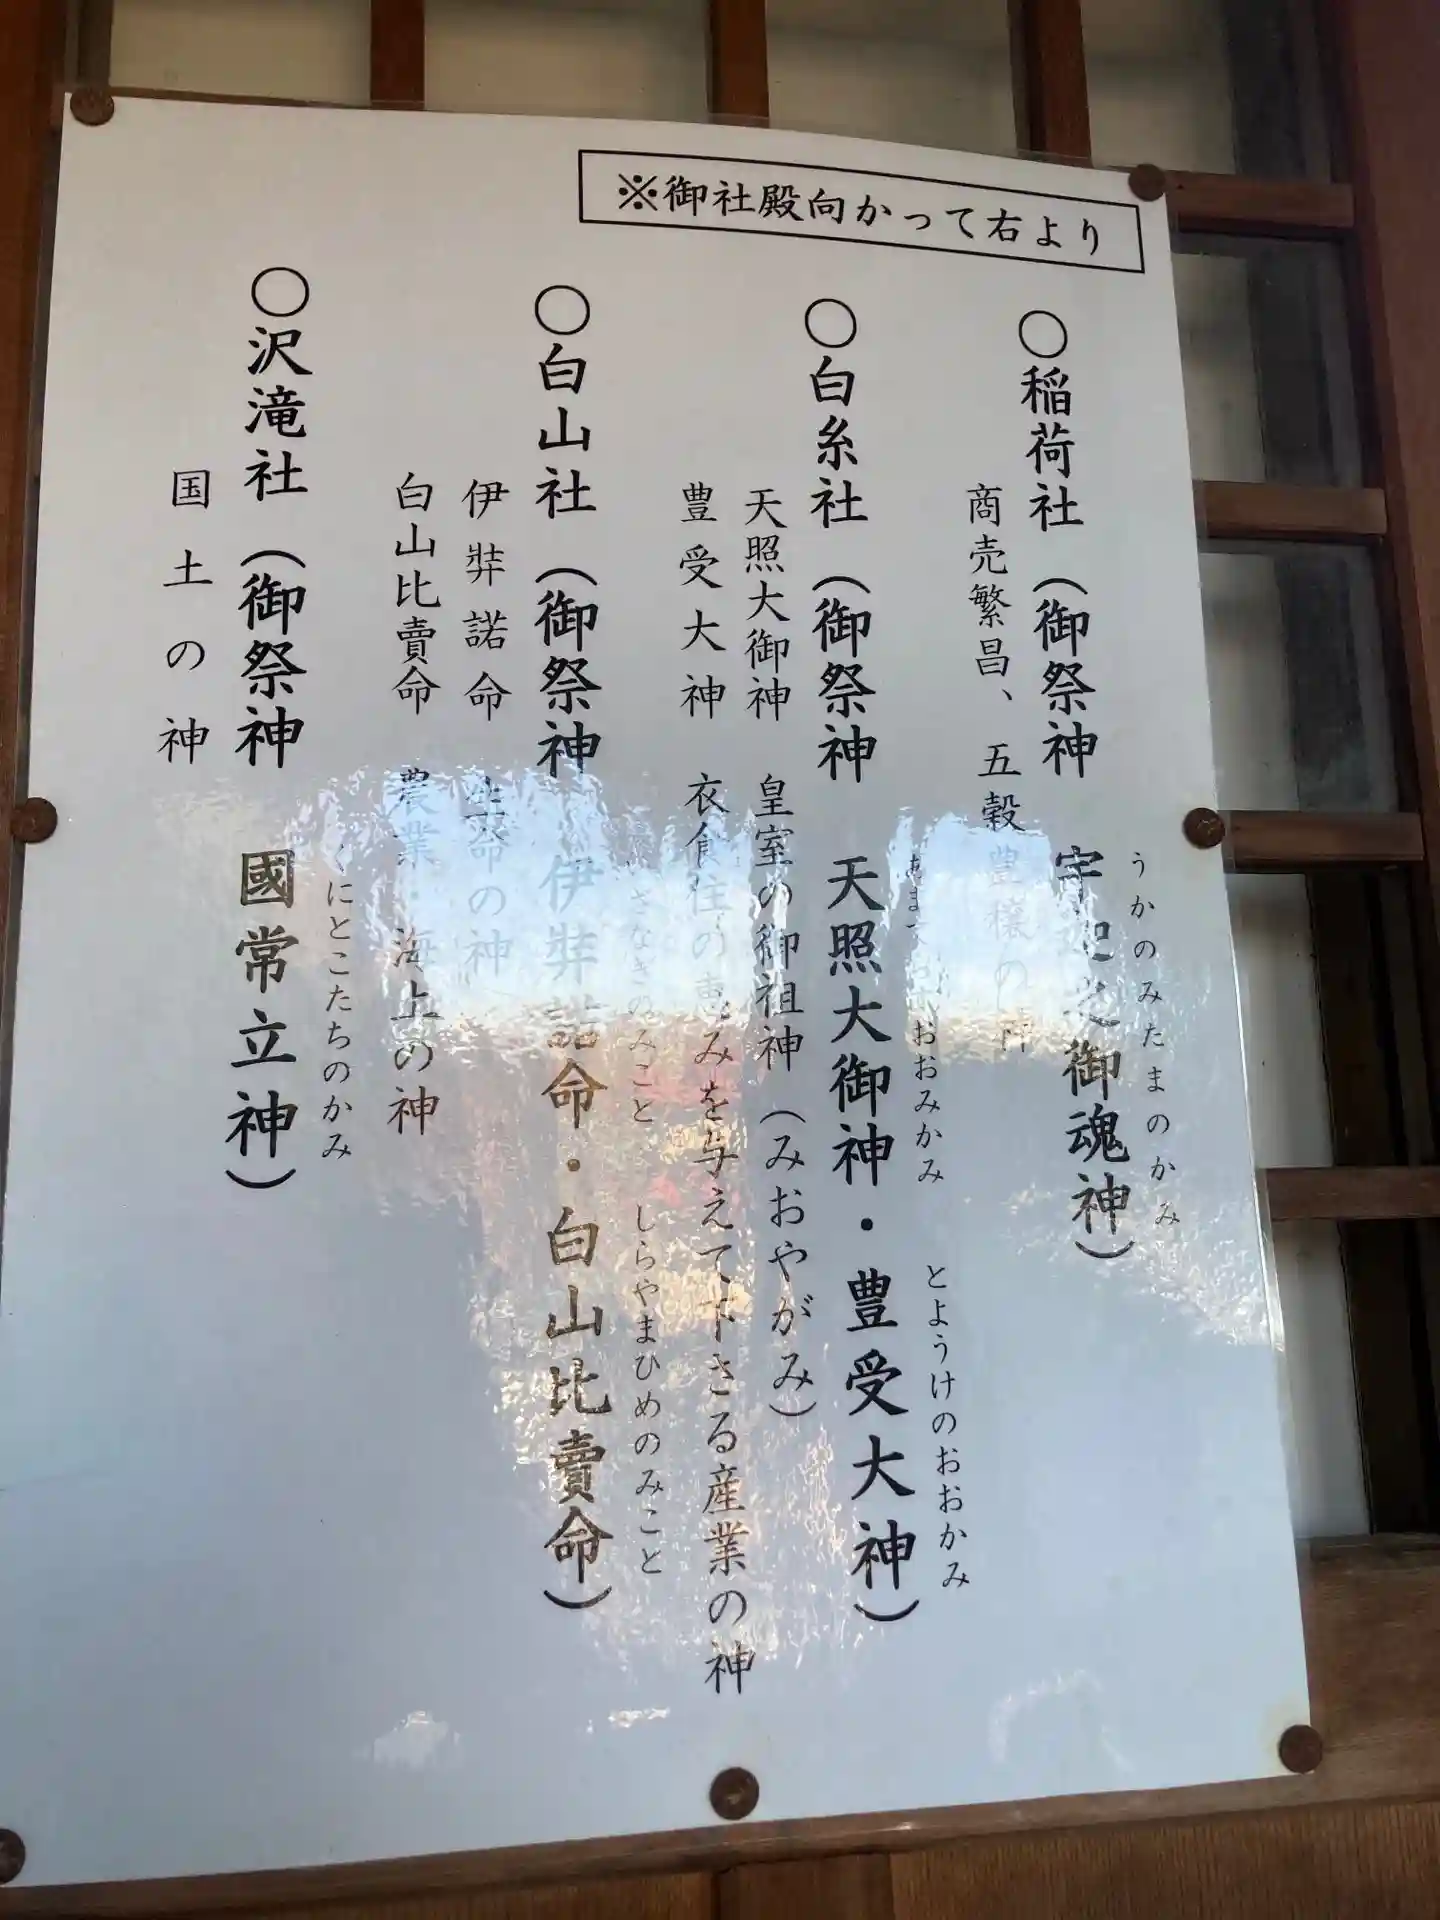 ※御社殿向かって右より
うかのみたまのかみ
○稲荷社(御祭神 宇迦之御魂神)
商売繁昌、五穀豊穣の神
あまてらすおおみかみ とようけのおおかみ
○白糸社(御祭神 天照大御神・豊受大神)
天照大御神 皇室の御祖神(みおやがみ)
豊受大神 衣食住の恵みを与えて下さる産業の神
いさなぎのみこと しらやまひめのみこと
○白山社(御祭神 伊弉諾命・白山比賣命)
伊弉諾命 生命の神
白山比賣命 農業・海上の神
くにとこたちのかみ
○沢滝社(御祭神 國常立神)
国土の神